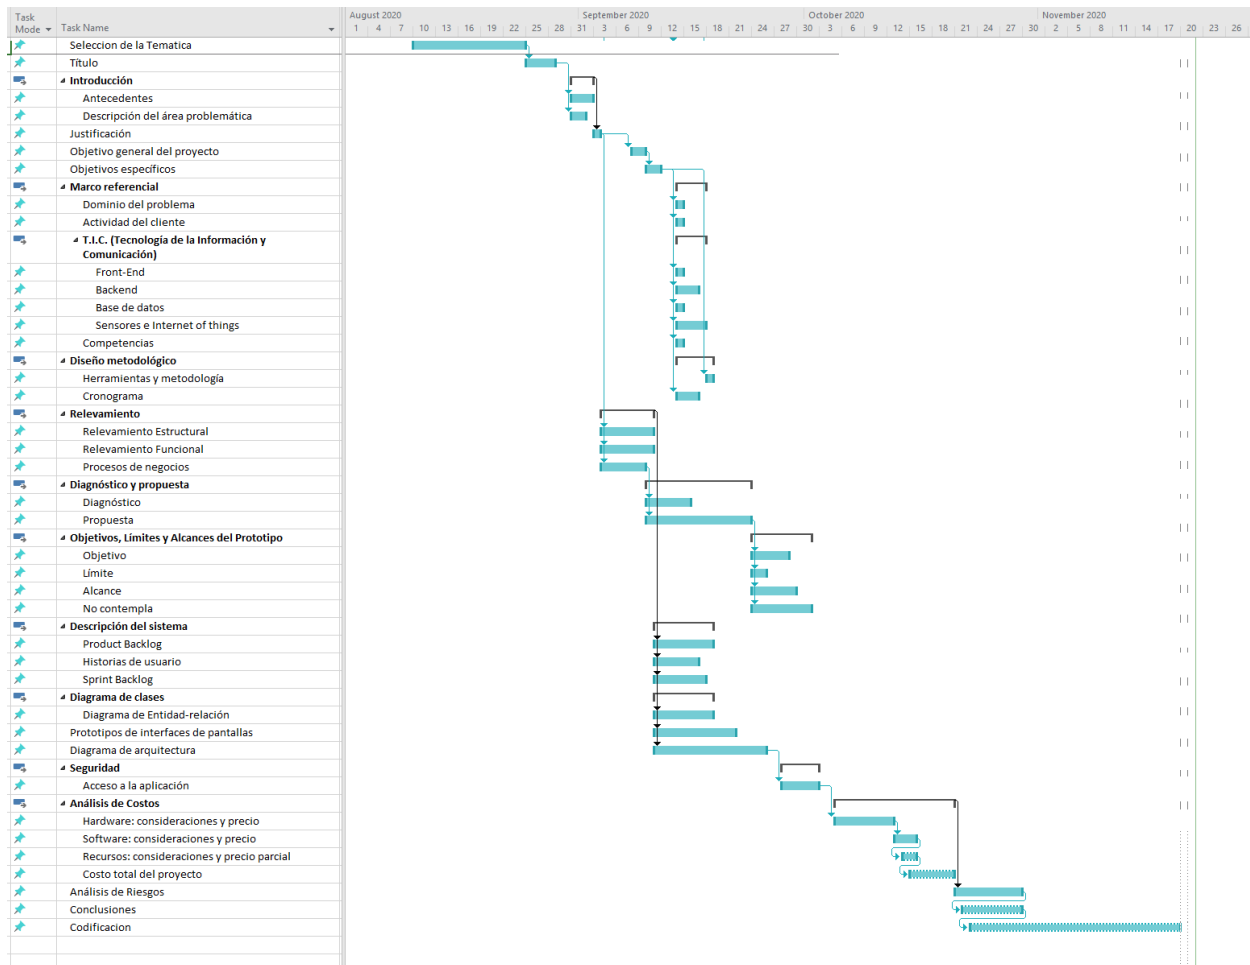 Task Mode
Task Name
August 2020
September 2020
October 2020
November 2020
1 4 7 10 13 16 19 22 25 28 31 3 6 9 12 15 18 21 24 27 30 3 6 9 12 15 18 21 24 27 30 2 5 8 11 14 17 20 23 26
Seleccion de la Tematica
Título
Introducción
Antecedentes
Descripción del área problemática
Justificación
Objetivo general del proyecto
Objetivos específicos
Marco referencial
Dominio del problema
Actividad del cliente
T.I.C. (Tecnología de la Información y
Comunicación)
Front-End
Backend
Base de datos
Sensores e Internet of things
Competencias
Diseño metodológico
Herramientas y metodología
Cronograma
Relevamiento
Relevamiento Estructural
Relevamiento Funcional
Procesos de negocios
Diagnóstico y propuesta
Diagnóstico
Propuesta
Objetivos, Límites y Alcances del Prototipo
Objetivo
Límite
Alcance
No contempla
Descripción del sistema
Product Backlog
Historias de usuario
Sprint Backlog
Diagrama de clases
Diagrama de Entidad-relación
Prototipos de interfaces de pantallas
Diagrama de arquitectura
Seguridad
Acceso a la aplicación
Análisis de Costos
Hardware: consideraciones y precio
Software: consideraciones y precio
Recursos: consideraciones y precio parcial
Costo total del proyecto
Análisis de Riesgos
Conclusiones
Codificacion